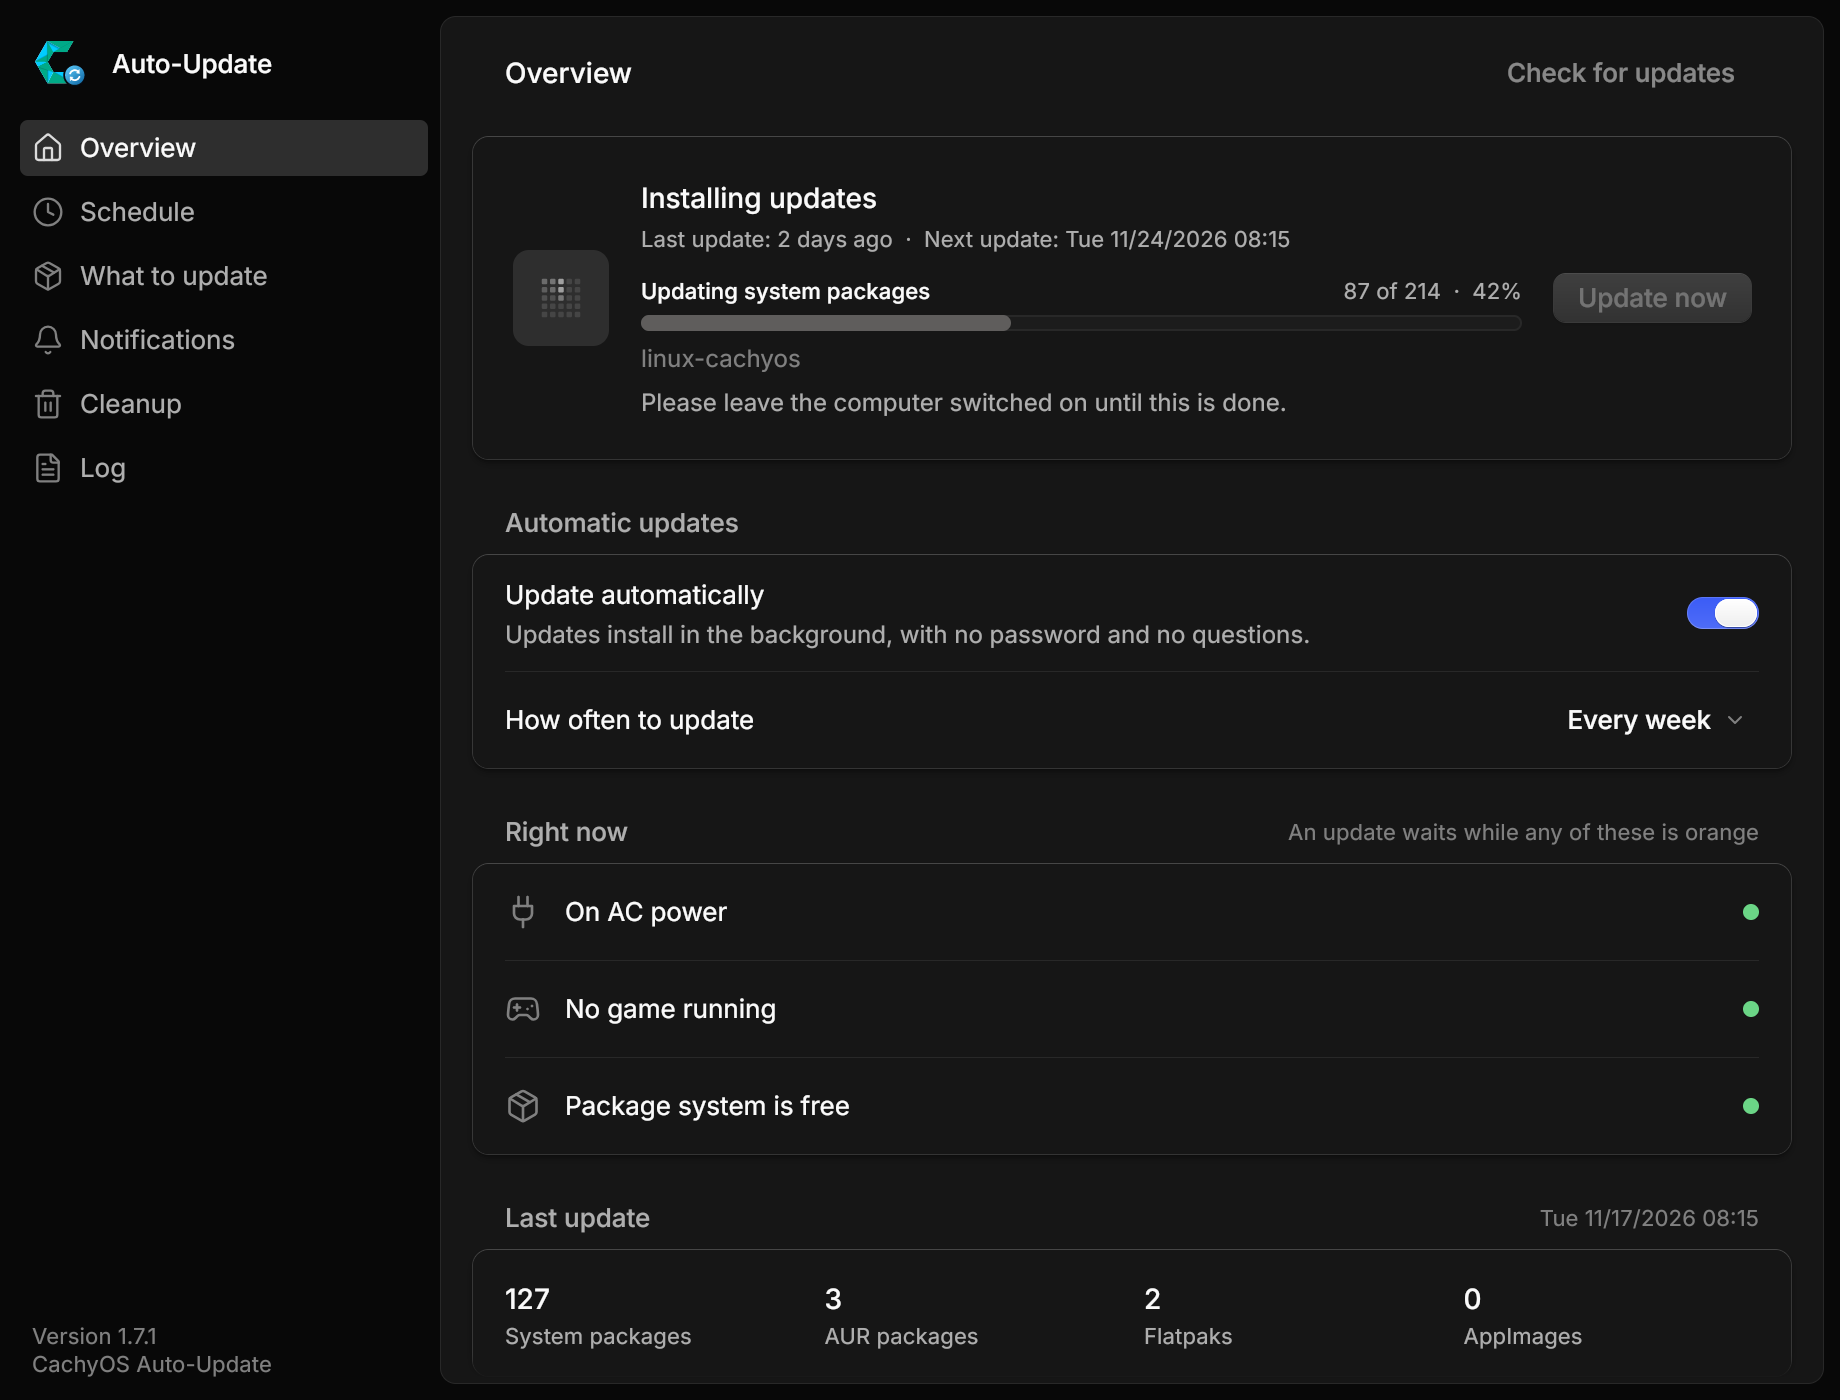 Auto-Update
Overview
Schedule
What to update
Notifications
Cleanup
Log
Version 1.7.1
CachyOS Auto-Update
Overview
Check for updates
Installing updates
Last update: 2 days ago · Next update: Tue 11/24/2026 08:15
Updating system packages
87 of 214 · 42%
linux-cachyos
Please leave the computer switched on until this is done.
Update now
Automatic updates
Update automatically
Updates install in the background, with no password and no questions.
How often to update
Every week
Right now
An update waits while any of these is orange
On AC power
No game running
Package system is free
Last update
Tue 11/17/2026 08:15
127
System packages
3
AUR packages
2
Flatpaks
0
AppImages